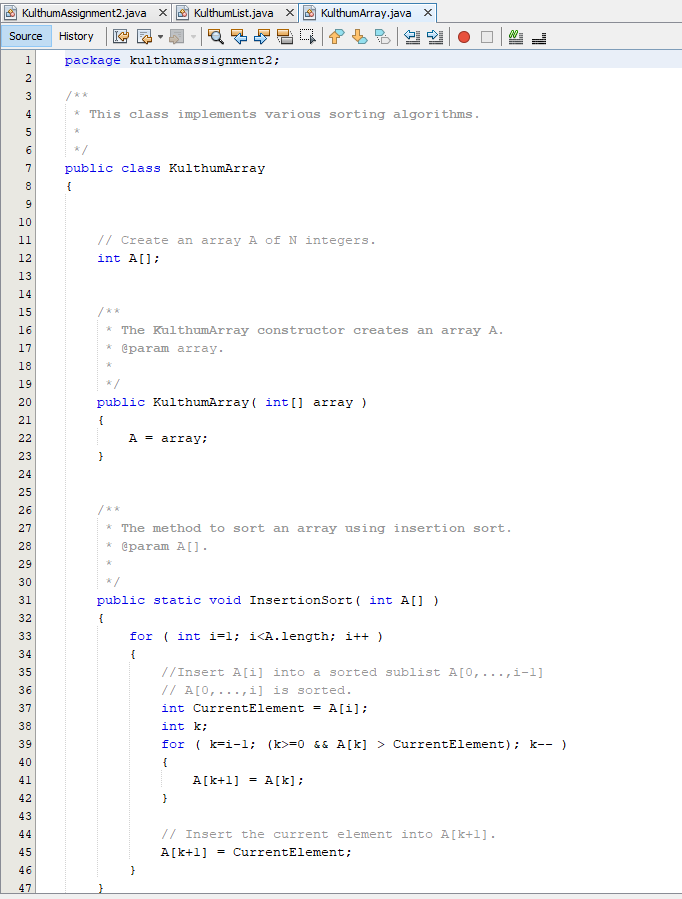 KulthumAssignment2.java KulthumList.java KulthumArray.java
Source History
1 package kulthumassignment2;
2
3 /**
4 * This class implements various sorting algorithms.
5 *
6 */
7 public class KulthumArray
8 {
9
10
11 // Create an array A of N integers.
12 int A[];
13
14
15 /**
16 * The KulthumArray constructor creates an array A.
17 * @param array.
18 *
19 */
20 public KulthumArray( int[] array )
21 {
22 A = array;
23 }
24
25
26 /**
27 * The method to sort an array using insertion sort.
28 * @param A[].
29 *
30 */
31 public static void InsertionSort( int A[] )
32 {
33 for ( int i=1; i<A.length; i++ )
34 {
35 //Insert A[i] into a sorted sublist A[0,...,i-1]
36 // A[0,...,i] is sorted.
37 int CurrentElement = A[i];
38 int k;
39 for ( k=i-1; (k>=0 && A[k] > CurrentElement); k-- )
40 {
41 A[k+1] = A[k];
42 }
43
44 // Insert the current element into A[k+1].
45 A[k+1] = CurrentElement;
46 }
47 }